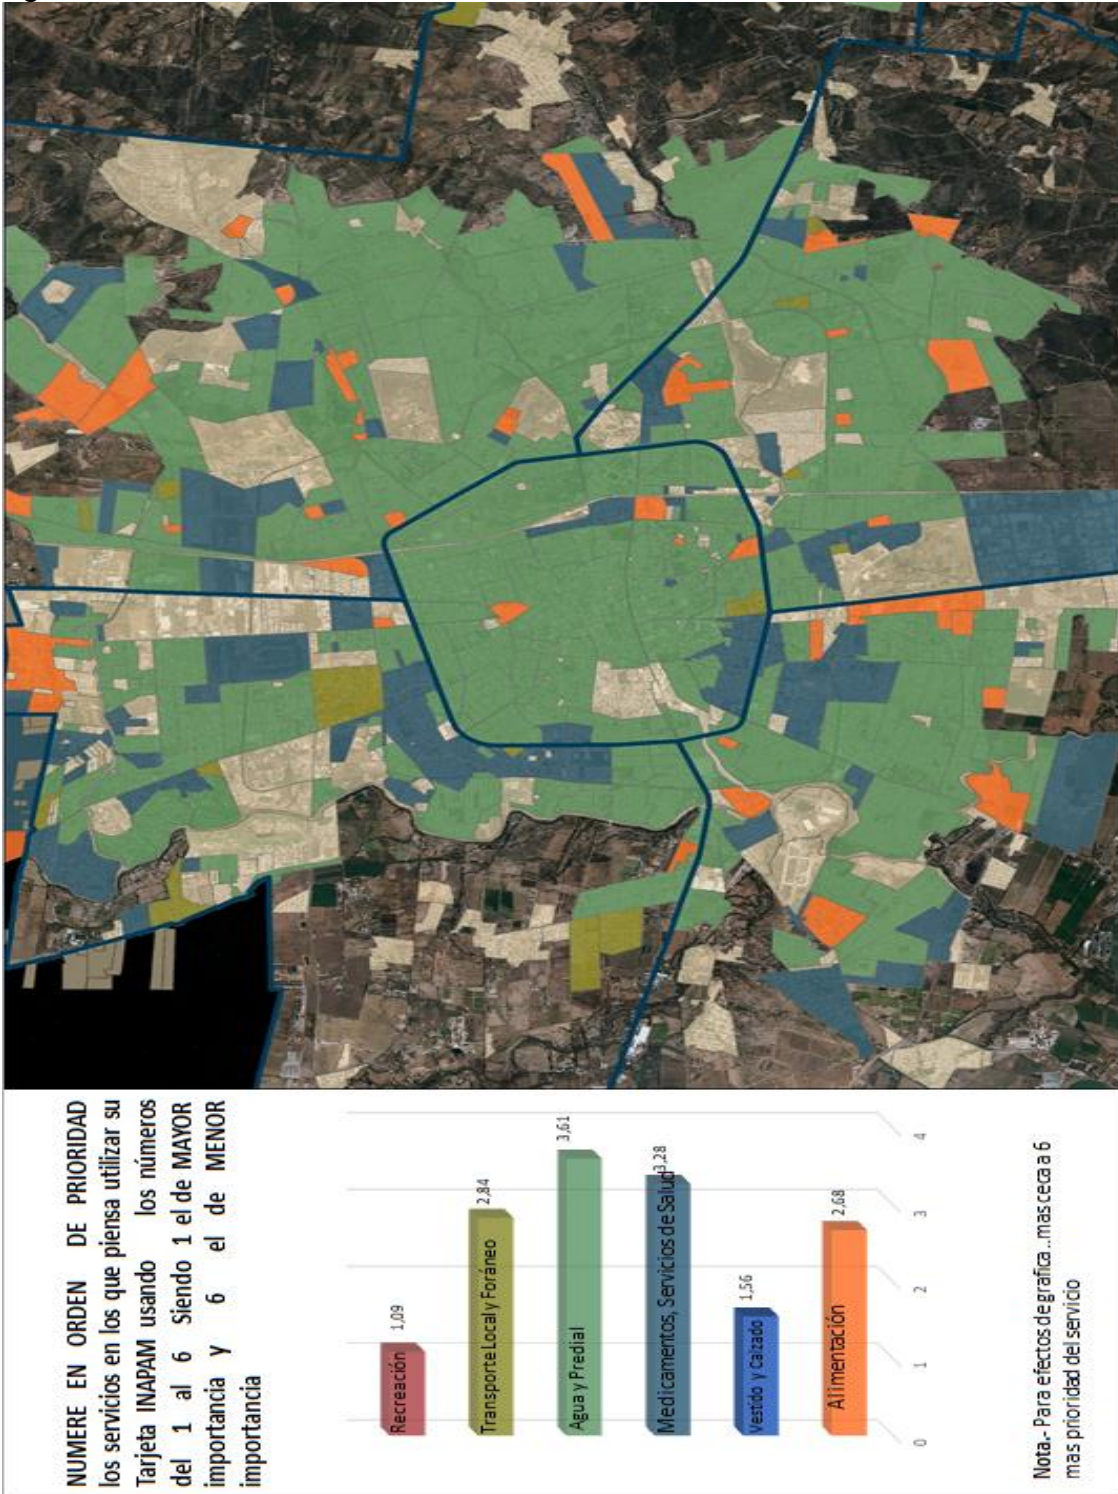 NUMERE EN ORDEN DE PRIORIDAD
los servicios en los que piensa utilizar su
Tarjeta INAPAM usando los números
del 1 al 6 Siendo 1 el de MAYOR
importancia y 6 el de MENOR
importancia
Recreación
1,09
Transporte Local y Foráneo
2,84
Agua y Predial
3,61
Medicamentos, Servicios de Salud
3,28
Vestido y Calzado
1,56
Alimentación
2,68
0
1
2
3
4
Nota.- Para efectos de grafica .. mas ceca a 6
mas prioridad del servicio